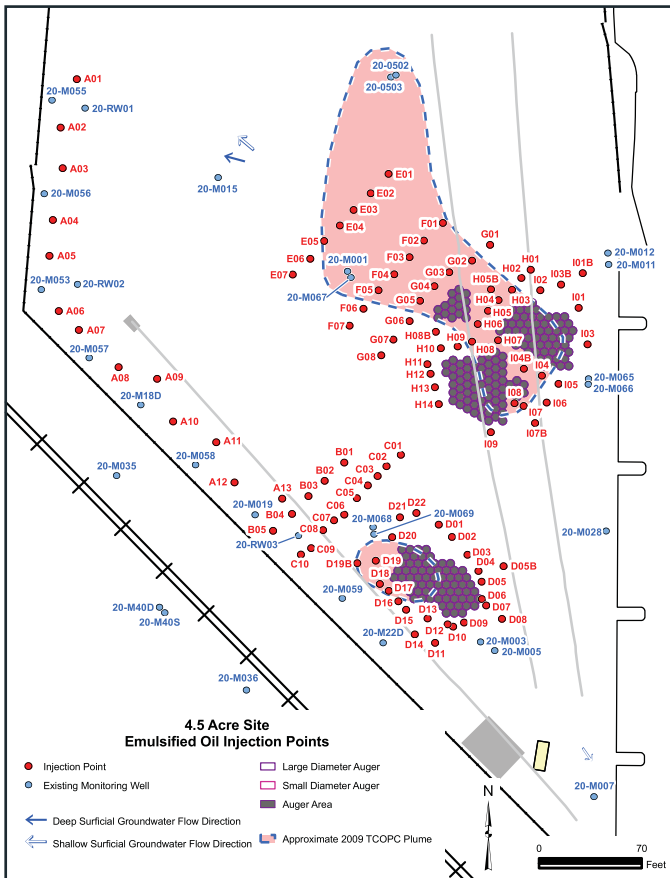 20-0502
20-0503
A01
20-M055
20-RW01
A02
20-M015
A03
20-M056
E01
E02
E03
E04
F01
A04
E05
F02
G01
20-M012
20-M011
A05
E06
20-M001
F03
G02
H01
I01B
E07
F04
G03
H02
I03B
20-M053
20-RW02
20-M067
F05
G04
H05B
I02
H03
H04
G05
A06
F06
H05
I01
A07
F07
G06
H06
H08B
G07
H07
I03
20-M057
G08
H10
H09
H08
H11
I04B
A08
A09
H12
I04
20-M065
20-M066
H13
I05
20-M18D
H14
I08
I06
I07
A10
I07B
I09
A11
20-M058
20-M035
B01
C01
C02
A12
B02
C03
C04
A13
B03
C05
20-M019
B04
C06
D21
D22
C07
20-M068
20-M069
D01
B05
C08
20-M028
20-RW03
D20
D02
C09
C10
D03
D19B
D19
D04
D05B
D18
D05
D17
20-M059
D06
D16
D07
20-M40D
20-M40S
D15
D13
D12
D10
D09
D08
20-M22D
D14
D11
20-M003
20-M005
20-M036
4.5 Acre Site
Emulsified Oil Injection Points
Injection Point
Existing Monitoring Well
Deep Surficial Groundwater Flow Direction
Shallow Surficial Groundwater Flow Direction
Large Diameter Auger
Small Diameter Auger
Auger Area
Approximate 2009 TCOPC Plume
20-M007
N
0 70
Feet